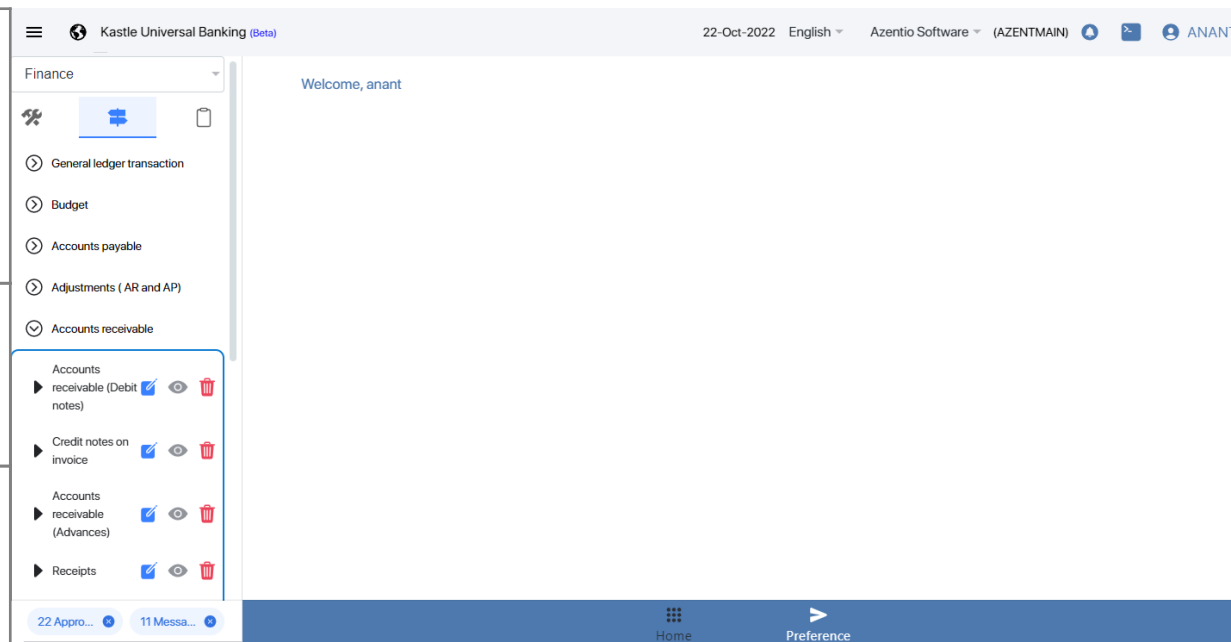 Kastle Universal Banking (Beta)
22-Oct-2022 English Azentio Software (AZENTMAIN) ANANT
Finance
Welcome, anant
General ledger transaction
Budget
Accounts payable
Adjustments ( AR and AP)
Accounts receivable
Accounts
receivable (Debit
notes)
Credit notes on
invoice
Accounts
receivable
(Advances)
Receipts
22 Appro... 11 Messa...
Home Preference